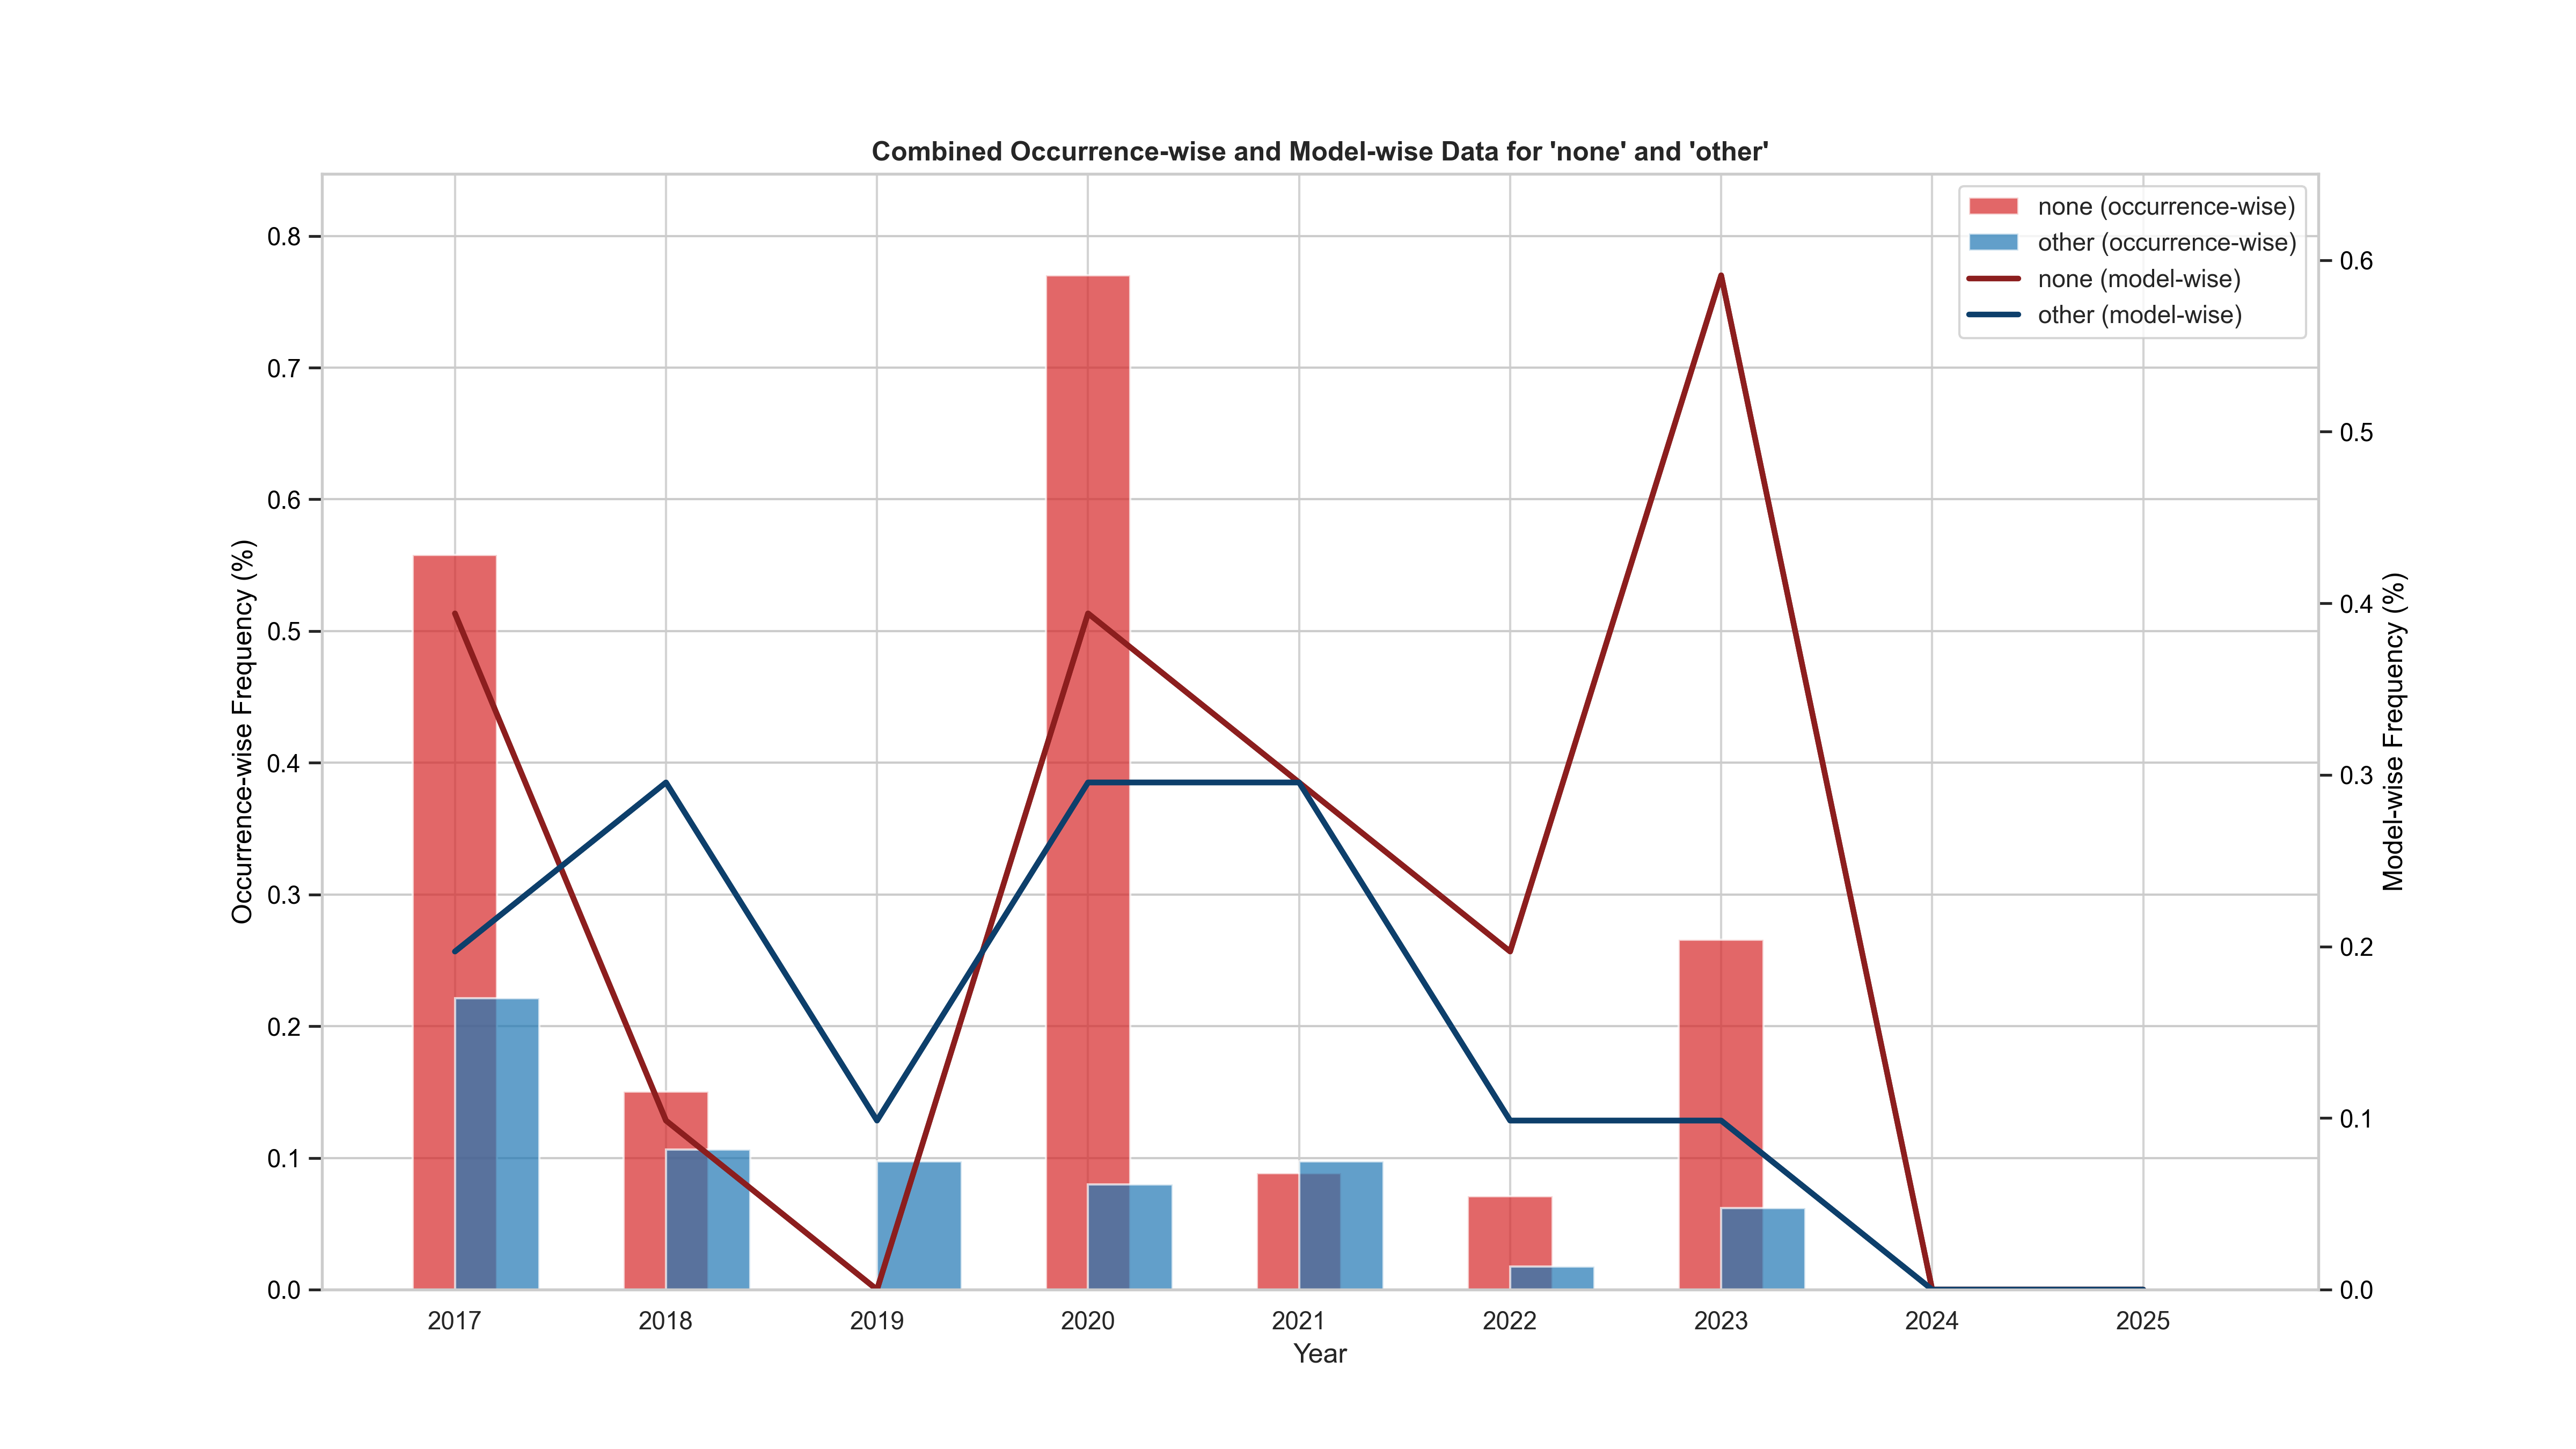 Combined Occurrence-wise and Model-wise Data for 'none' and 'other'
none (occurrence-wise)
other (occurrence-wise)
none (model-wise)
other (model-wise)
Occurrence-wise Frequency (%)
0.8
0.7
0.6
0.5
0.4
0.3
0.2
0.1
0.0
0.6
0.5
0.4
0.3
0.2
0.1
0.0
Model-wise Frequency (%)
2017 2018 2019 2020 2021 2022 2023 2024 2025
Year